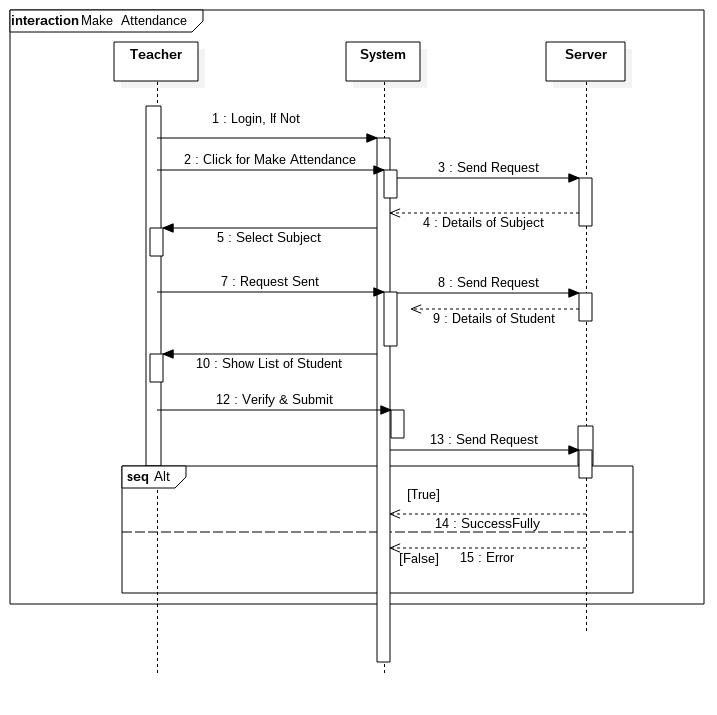 interaction Make Attendance
Teacher
System
Server
1 : Login, If Not
2 : Click for Make Attendance
3 : Send Request
4 : Details of Subject
5 : Select Subject
7 : Request Sent
8 : Send Request
9 : Details of Student
10 : Show List of Student
12 : Verify & Submit
13 : Send Request
seq Alt
[True]
14 : SuccessFully
[False]
15 : Error